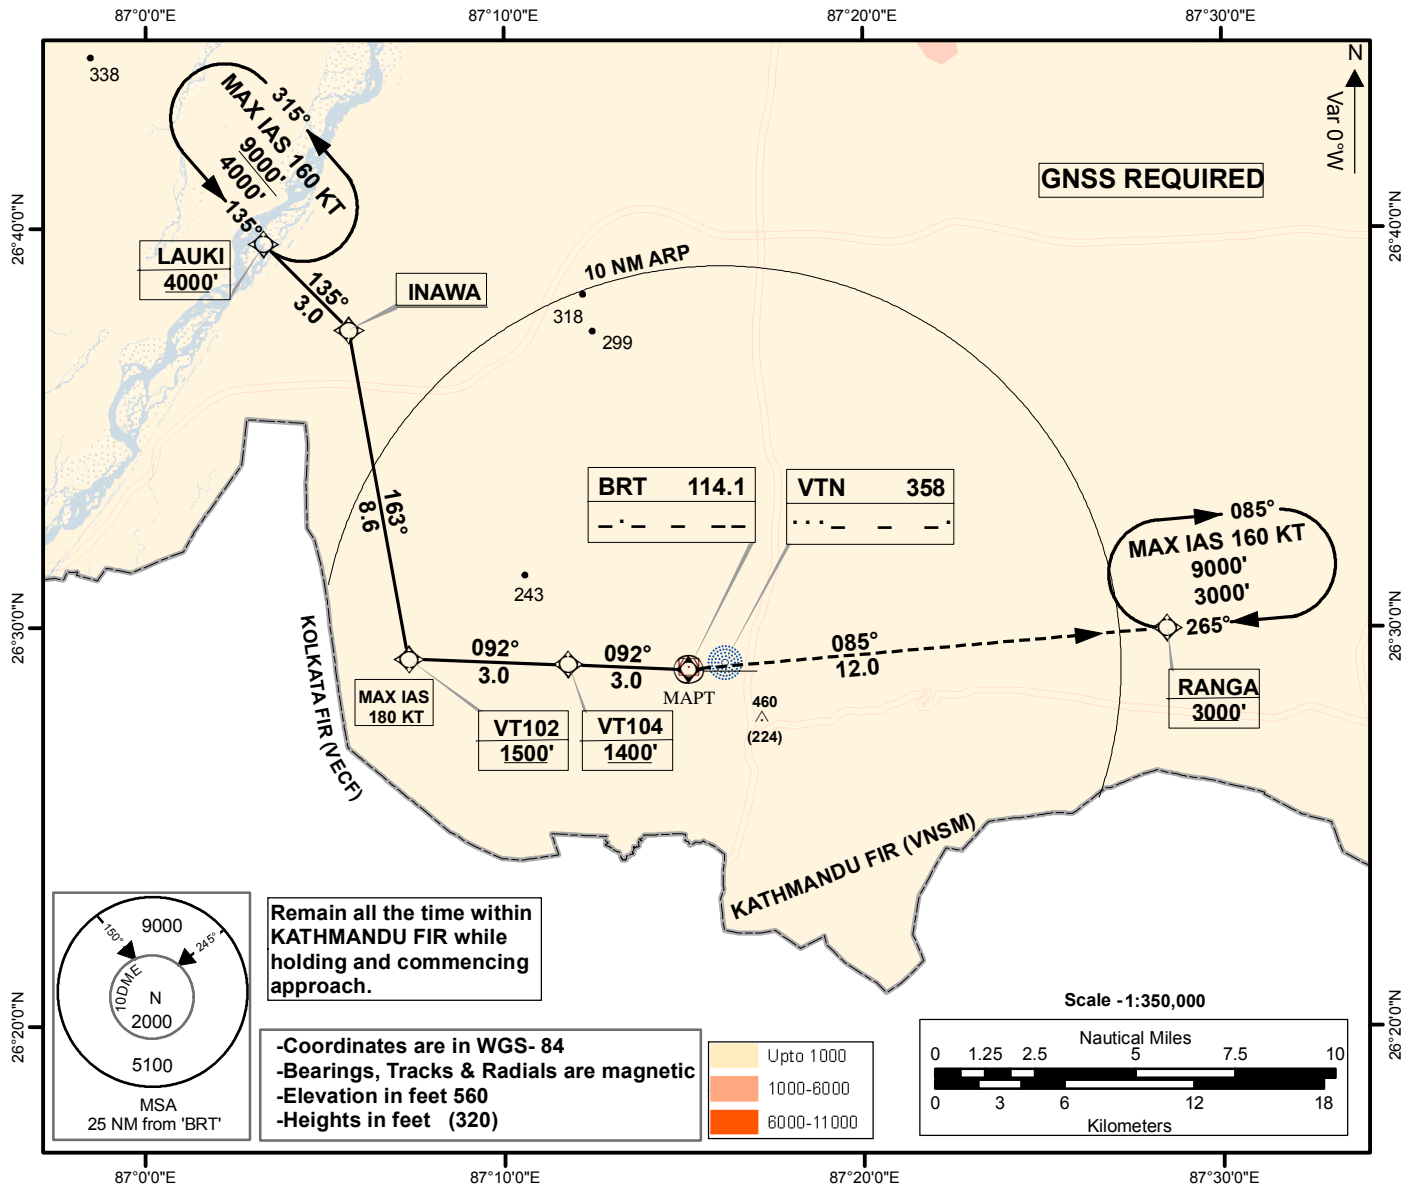 87°0'0"E
87°10'0"E
87°20'0"E
87°30'0"E
338
315°
MAX IAS 160 KT
9000'
4000'
135°
N
Var 0°W
GNSS REQUIRED
26°40'0"N
26°40'0"N
LAUKI
4000'
135°
3.0
INAWA
10 NM ARP
318
299
163°
8.6
BRT 114.1
VTN 358
085°
MAX IAS 160 KT
9000'
3000'
265°
243
26°30'0"N
26°30'0"N
KOLKATA FIR (VECF)
092°
3.0
092°
3.0
085°
12.0
MAPT
MAX IAS
180 KT
VT102
1500'
VT104
1400'
460
(224)
RANGA
3000'
KATHMANDU FIR (VNSM)
9000
150°
245°
10DME
N
2000
5100
MSA
25 NM from 'BRT'
Remain all the time within
KATHMANDU FIR while
holding and commencing
approach.
26°20'0"N
26°20'0"N
-Coordinates are in WGS- 84
-Bearings, Tracks & Radials are magnetic
-Elevation in feet 560
-Heights in feet (320)
Upto 1000
1000-6000
6000-11000
Scale -1:350,000
Nautical Miles
0 1.25 2.5 5 7.5 10
0 3 6 12 18
Kilometers
87°0'0"E
87°10'0"E
87°20'0"E
87°30'0"E